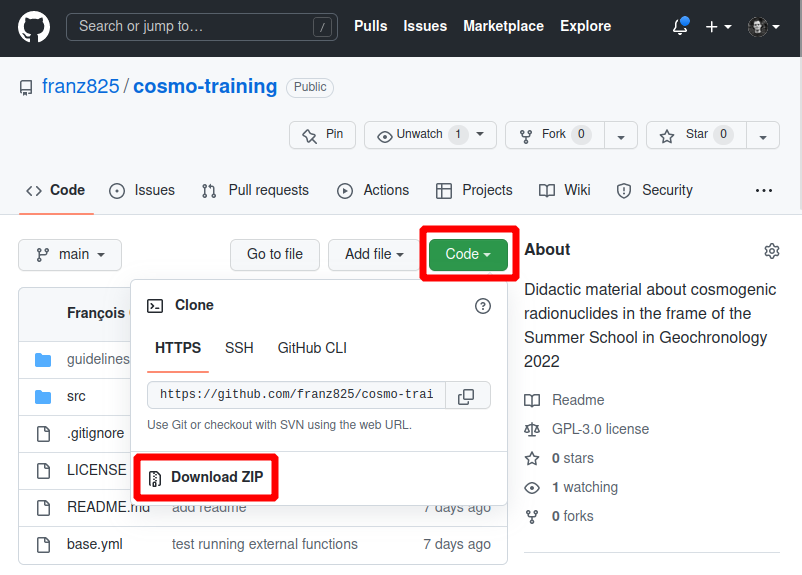 Search or jump to… / Pulls Issues Marketplace Explore
franz825 / cosmo-training Public
Pin Unwatch 1 Fork 0 Star 0
Code Issues Pull requests Actions Projects Wiki Security ...
main Go to file Add file Code
Clone
HTTPS SSH GitHub CLI
https://github.com/franz825/cosmo-trai
Use Git or checkout with SVN using the web URL.
Download ZIP
François
guidelines
src
.gitignore
LICENSE
README.md add readme 7 days ago
base.yml test running external functions 7 days ago
About
Didactic material about cosmogenic
radionuclides in the frame of the
Summer School in Geochronology
2022
Readme
GPL-3.0 license
0 stars
1 watching
0 forks